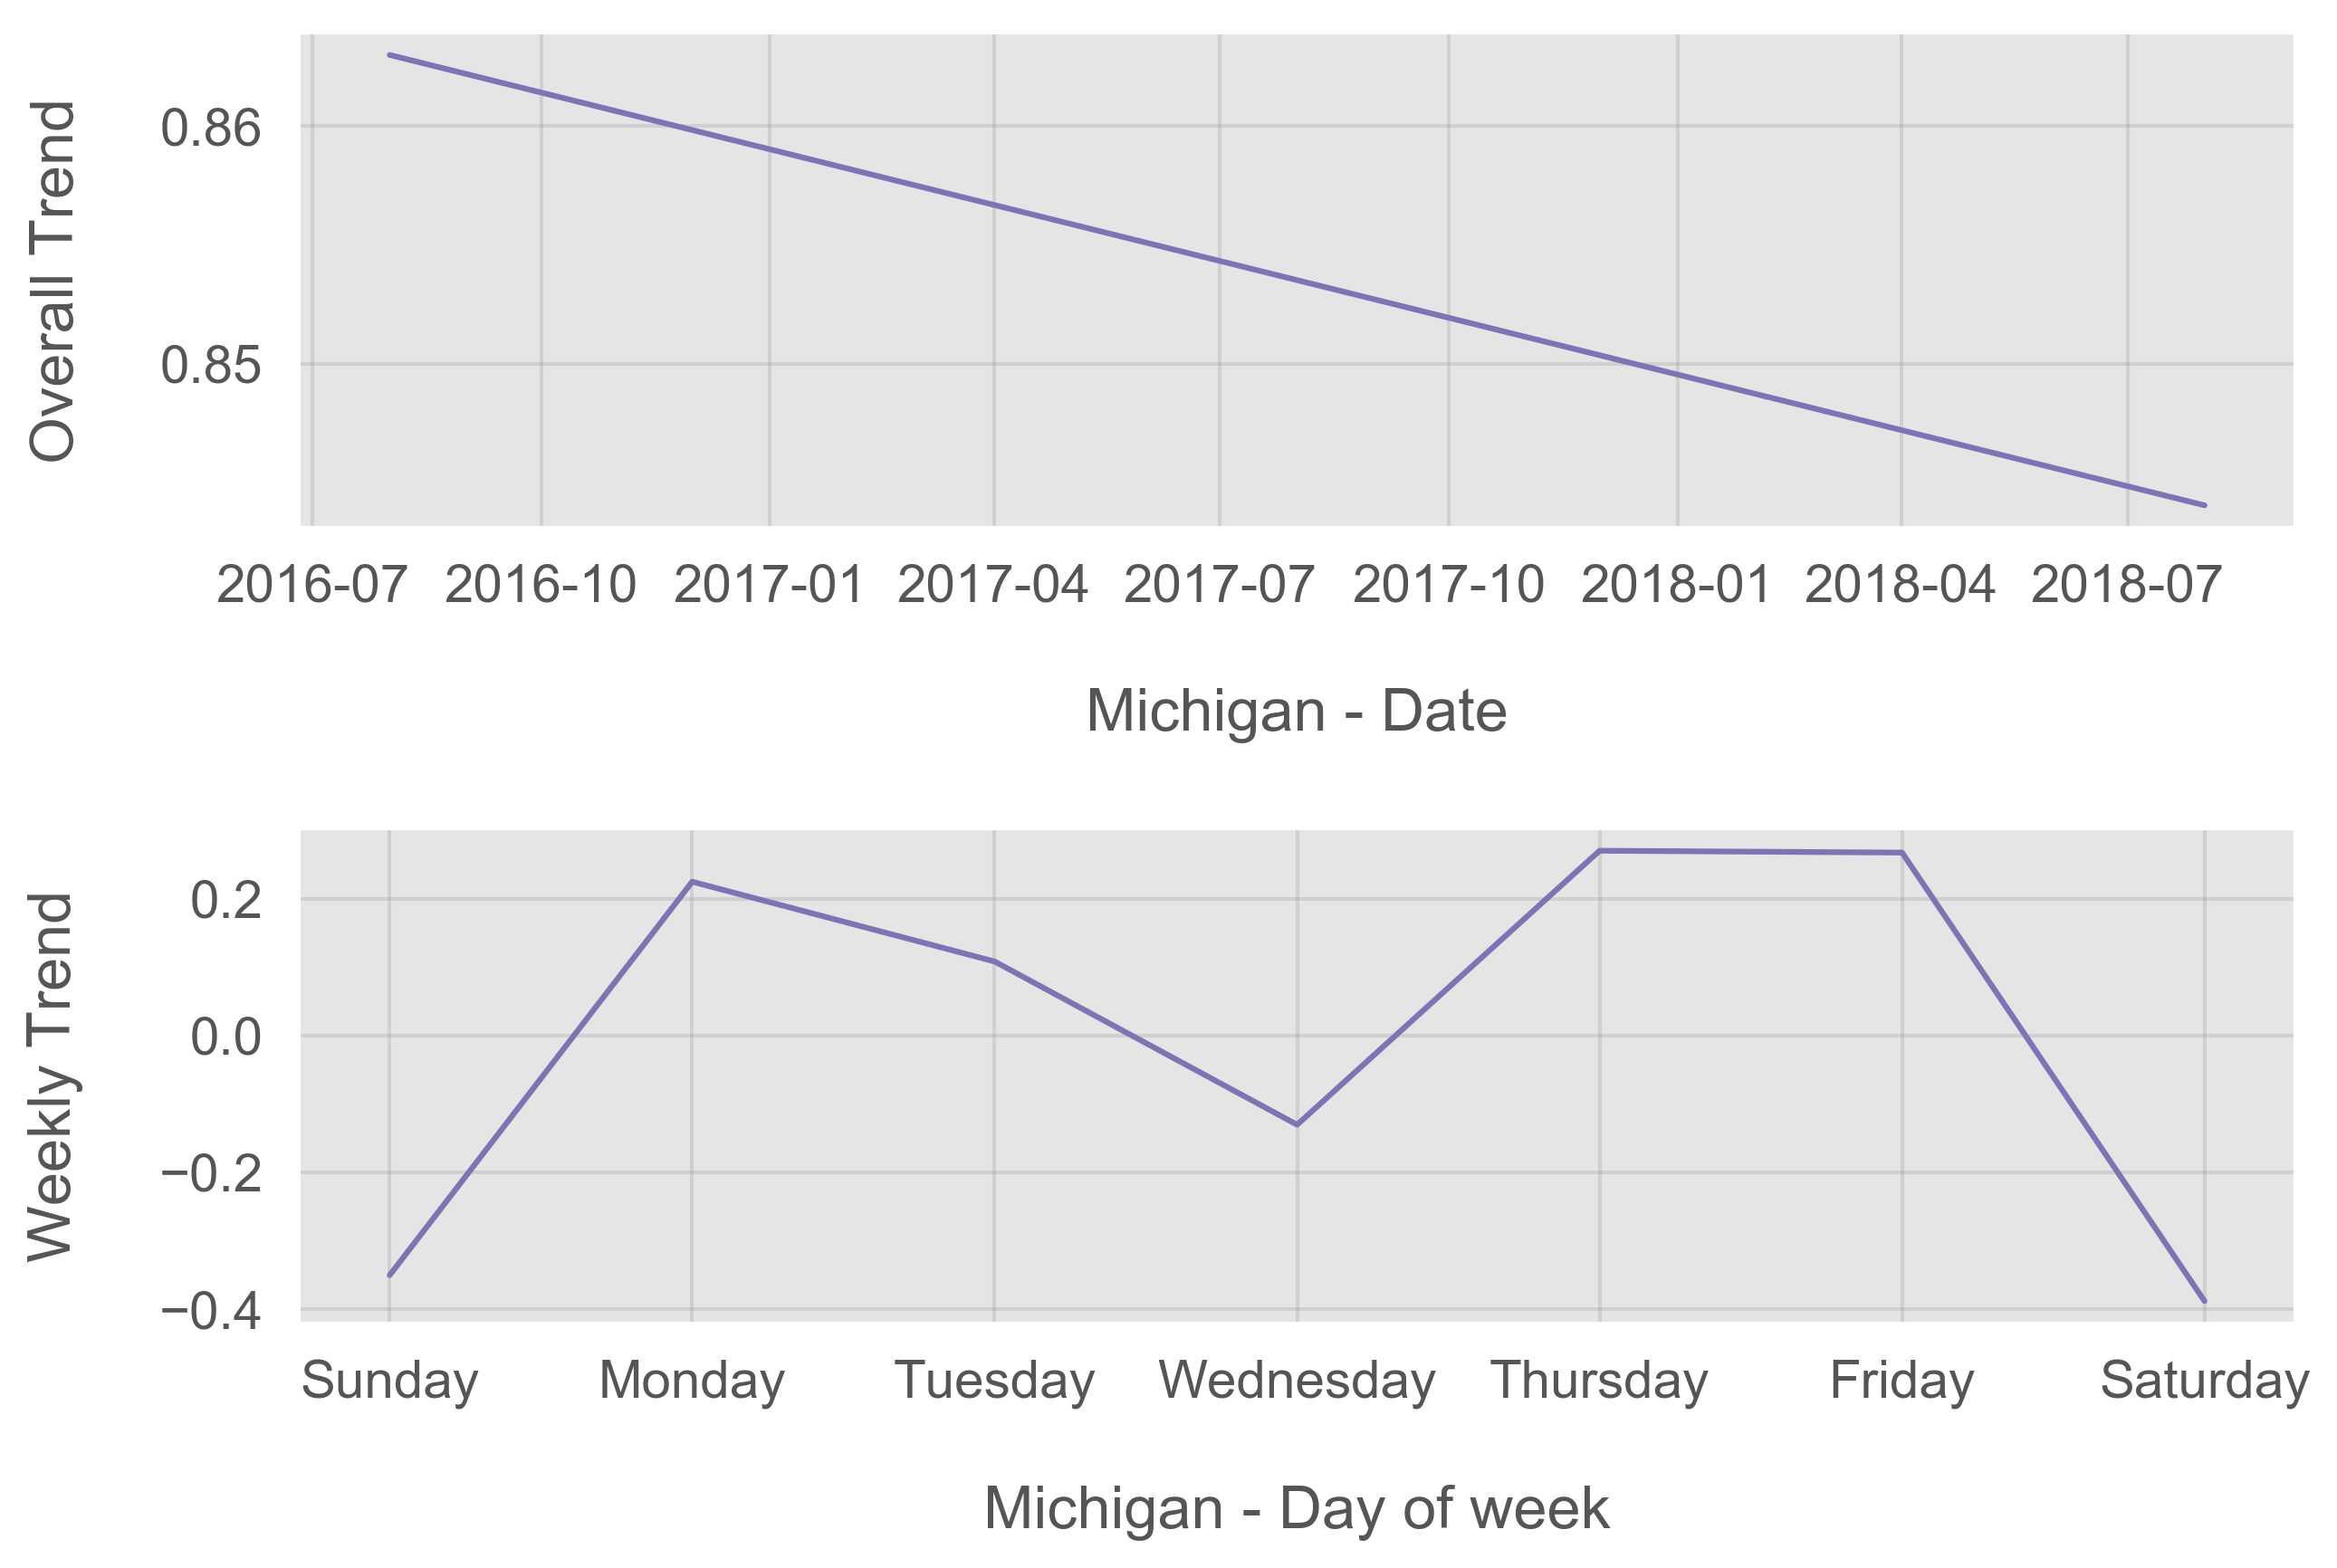 Overall Trend
0.86
0.85
2016-07 2016-10 2017-01 2017-04 2017-07 2017-10 2018-01 2018-04 2018-07
Michigan - Date
Weekly Trend
0.2
0.0
−0.2
−0.4
Sunday Monday Tuesday Wednesday Thursday Friday Saturday
Michigan - Day of week